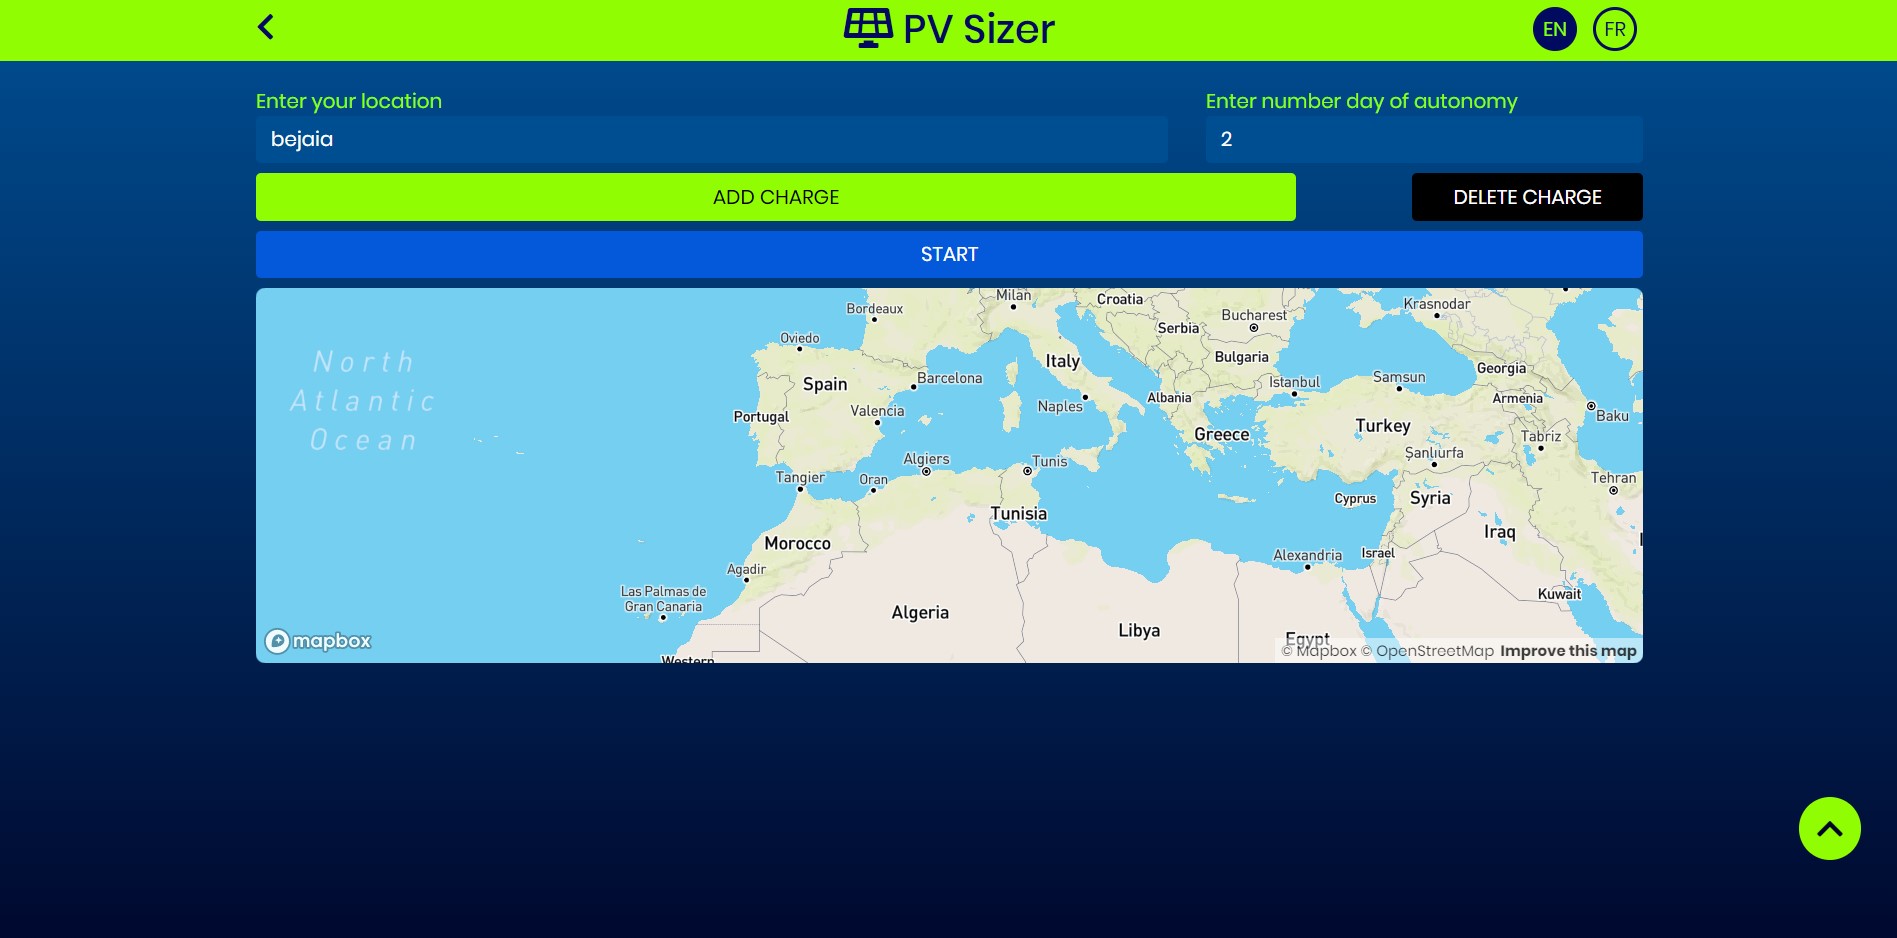 PV Sizer
EN
FR
Enter your location
Enter number day of autonomy
bejaia
2
ADD CHARGE
DELETE CHARGE
START
Milan
Croatia
Krasnodar
Bordeaux
Bucharest
Serbia
Oviedo
North
Atlantic
Ocean
Italy
Bulgaria
Georgia
Spain
Barcelona
Istanbul
Samsun
Albania
Armenia
Naples
Portugal
Valencia
Baku
Greece
Turkey
Tabriz
Şanlıurfa
Algiers
Tunis
Tangier
Oran
Tehran
Cyprus
Syria
Tunisia
Iraq
Morocco
Alexandria
Israel
Agadir
Las Palmas de
Gran Canaria
Kuwait
Algeria
Libya
Egypt
mapbox
© Mapbox © OpenStreetMap Improve this map
Western